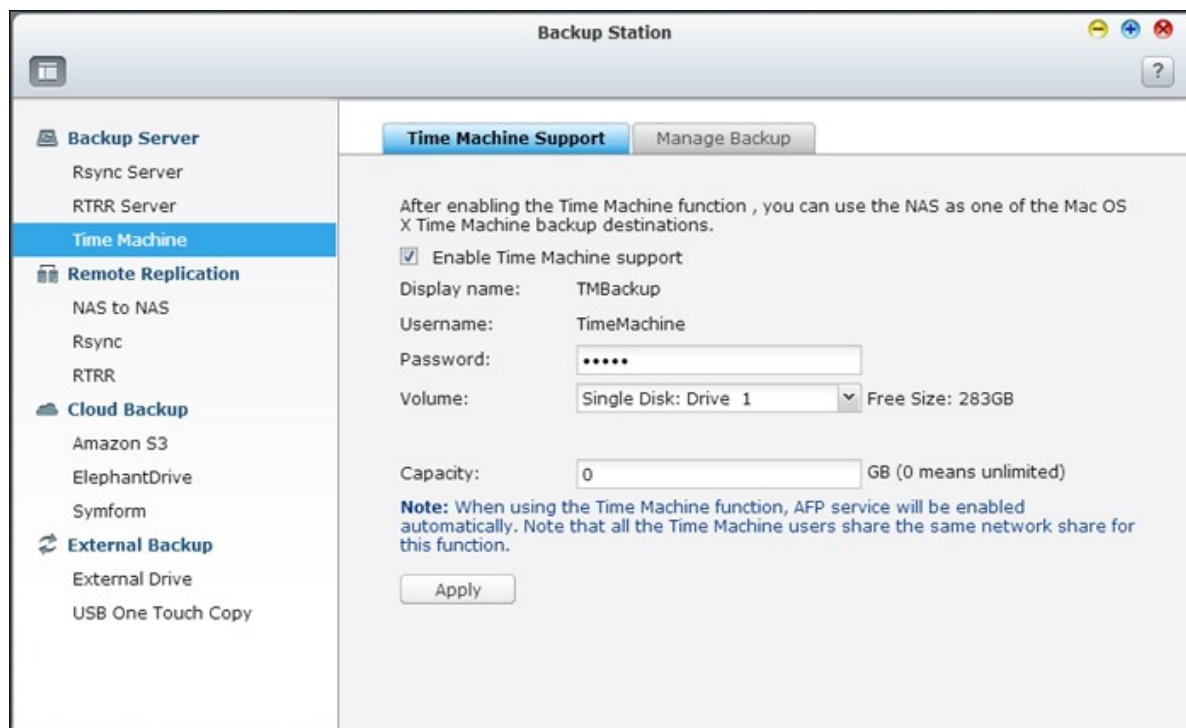 Backup Station
?
Backup Server
Rsync Server
RTRR Server
Time Machine
Remote Replication
NAS to NAS
Rsync
RTRR
Cloud Backup
Amazon S3
ElephantDrive
Symform
External Backup
External Drive
USB One Touch Copy
Time Machine Support
Manage Backup
After enabling the Time Machine function , you can use the NAS as one of the Mac OS
X Time Machine backup destinations.
Enable Time Machine support
Display name: TMBackup
Username: TimeMachine
Password: •••••
Volume: Single Disk: Drive 1 Free Size: 283GB
Capacity: 0 GB (0 means unlimited)
Note: When using the Time Machine function, AFP service will be enabled
automatically. Note that all the Time Machine users share the same network share for
this function.
Apply